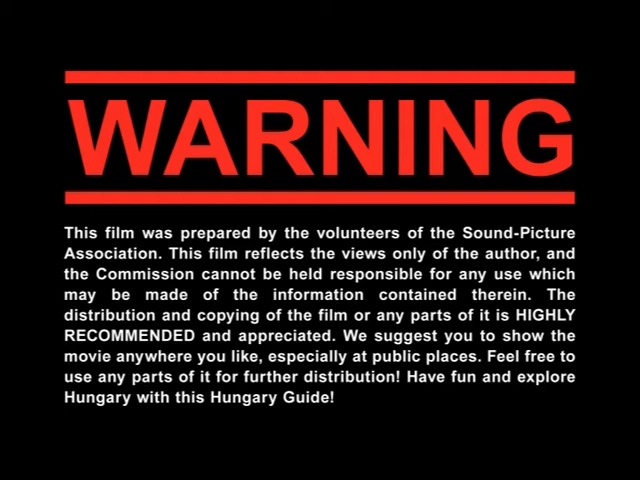 WARNING
This film was prepared by the volunteers of the Sound-Picture
Association. This film reflects the views only of the author, and
the Commission cannot be held responsible for any use which
may be made of the information contained therein. The
distribution and copying of the film or any parts of it is HIGHLY
RECOMMENDED and appreciated. We suggest you to show the
movie anywhere you like, especially at public places. Feel free to
use any parts of it for further distribution! Have fun and explore
Hungary with this Hungary Guide!